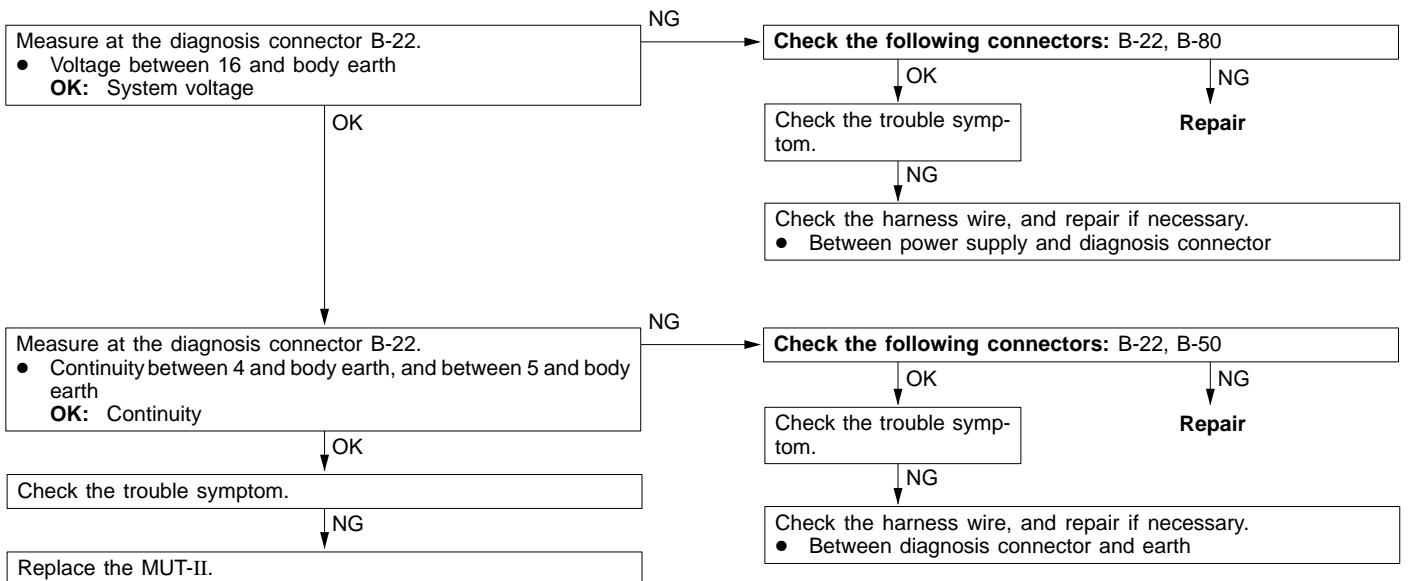 Measure at the diagnosis connector B-22.
● Voltage between 16 and body earth
OK: System voltage
NG
Check the following connectors: B-22, B-80
OK
NG
Check the trouble symp-
tom.
Repair
NG
Check the harness wire, and repair if necessary.
● Between power supply and diagnosis connector
OK
Measure at the diagnosis connector B-22.
● Continuity between 4 and body earth, and between 5 and body
earth
OK: Continuity
NG
Check the following connectors: B-22, B-50
OK
NG
Check the trouble symp-
tom.
Repair
NG
Check the harness wire, and repair if necessary.
● Between diagnosis connector and earth
OK
Check the trouble symptom.
NG
Replace the MUT-II.